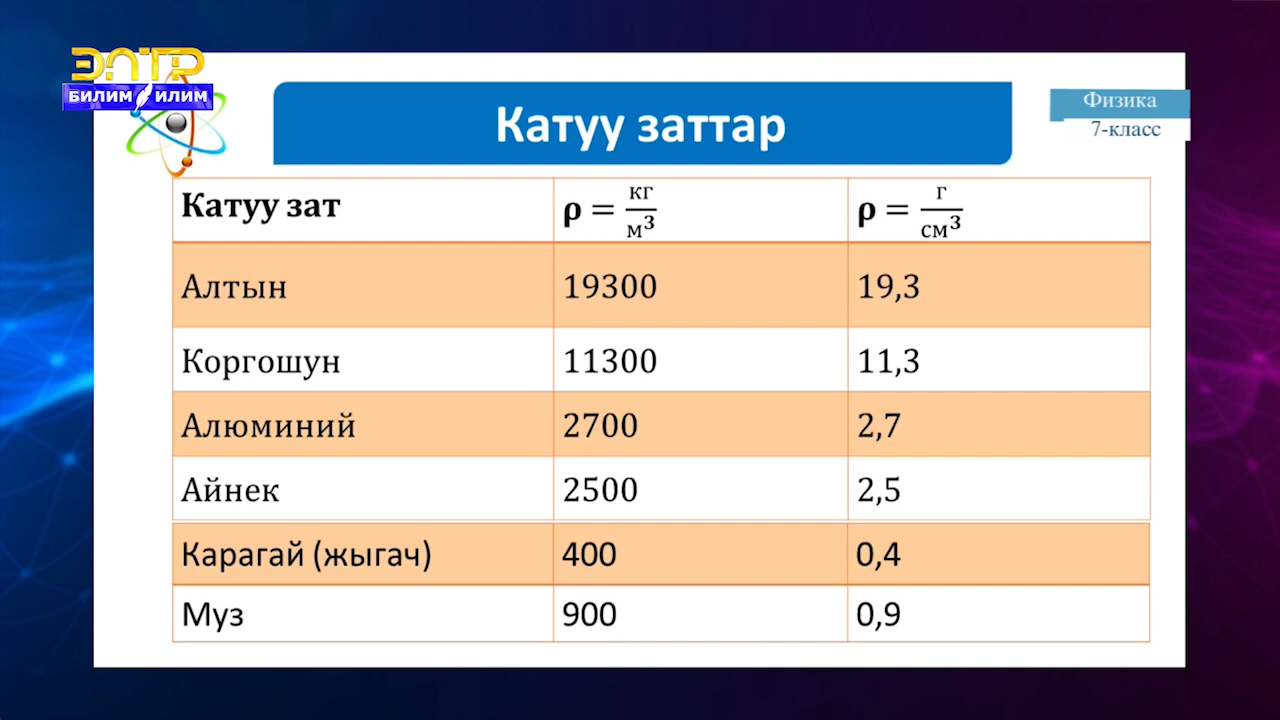 ЭЛТР
БИЛИМ ИЛИМ
Катуу заттар
Физика
7-класс
Катуу зат ρ = кг/м³ ρ = г/см³
Алтын 19300 19,3
Коргошун 11300 11,3
Алюминий 2700 2,7
Айнек 2500 2,5
Карагай (жыгач) 400 0,4
Муз 900 0,9